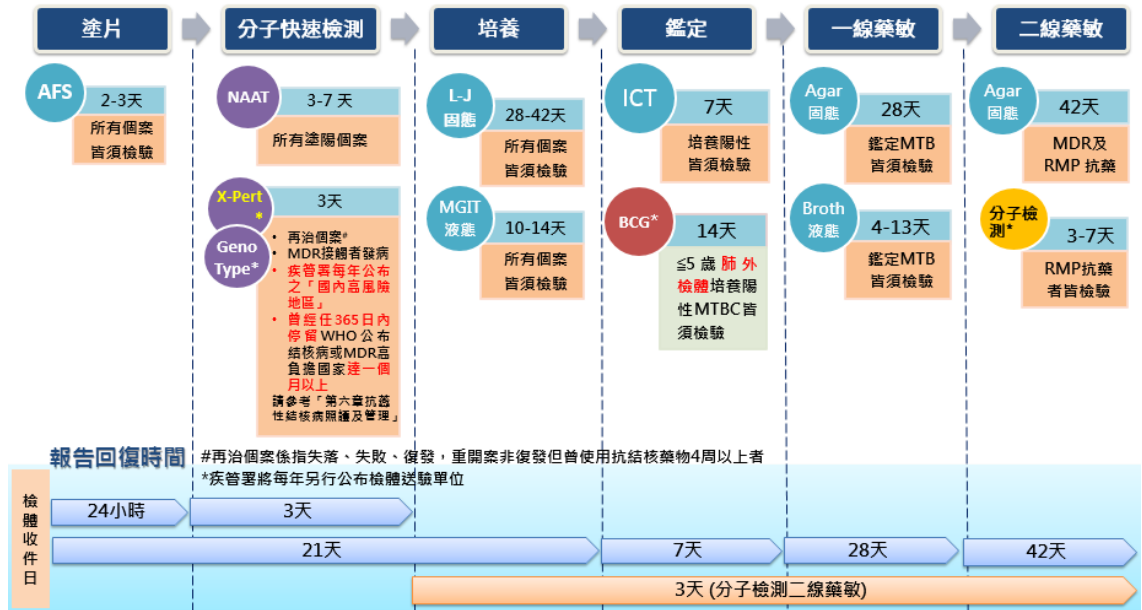 塗片
分子快速檢測
培養
鑑定
一線藥敏
二線藥敏
AFS
2-3天
所有個案
皆須檢驗
NAAT
3-7 天
所有塗陽個案
X-Pert
*
Geno
Type*
3天
• 再治個案#
• MDR接觸者發病
• 疾管署每年公布
之「國內高風險
地區」
• 曾經任365日內
停留WHO公布
結核病或MDR高
負擔國家達一個
月以上
請參考「第六章抗藥
性結核病照護及管理」
L-J
固態
28-42天
所有個案
皆須檢驗
MGIT
液態
10-14天
所有個案
皆須檢驗
ICT
7天
培養陽性
皆須檢驗
BCG*
14天
≦5 歲 肺 外
檢體培養陽
性MTBC皆
須檢驗
Agar
固態
28天
鑑定MTB
皆須檢驗
Broth
液態
4-13天
鑑定MTB
皆須檢驗
Agar
固態
42天
MDR及
RMP 抗藥
分子檢
測*
3-7天
RMP抗藥
者皆檢驗
報告回復時間
#再治個案係指失落、失敗、復發，重開案非復發但曾使用抗結核藥物4周以上者
*疾管署將每年另行公布檢體送驗單位
檢體收件日
24小時
3天
21天
7天
28天
42天
3天 (分子檢測二線藥敏)